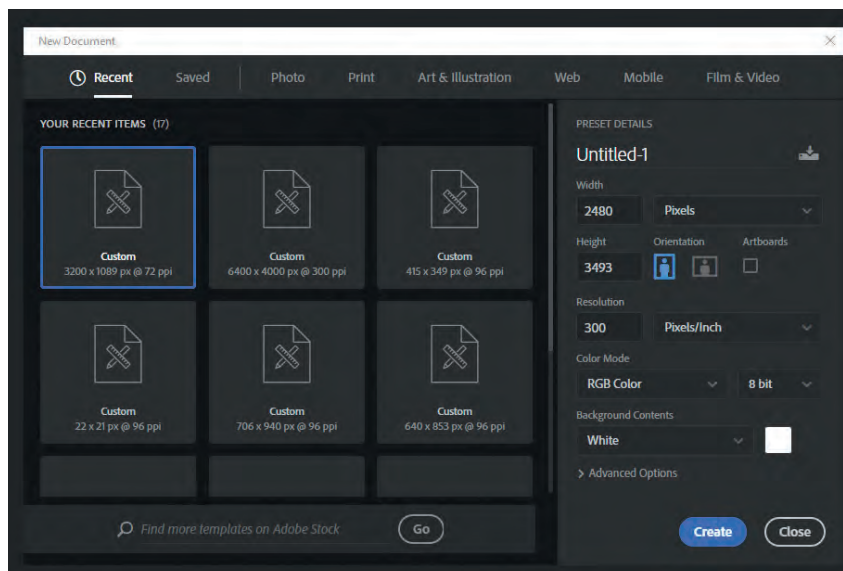 New Document
Recent Saved Photo Print Art & Illustration Web Mobile Film & Video
YOUR RECENT ITEMS (17)
Custom
3200 x 1089 px @ 72 ppi
Custom
6400 x 4000 px @ 300 ppi
Custom
415 x 349 px @ 96 ppi
Custom
22 x 21 px @ 96 ppi
Custom
706 x 940 px @ 96 ppi
Custom
640 x 853 px @ 96 ppi
Find more templates on Adobe Stock Go
PRESET DETAILS
Untitled-1
Width
2480 Pixels
Height Orientation Artboards
3493
Resolution
300 Pixels/Inch
Color Mode
RGB Color 8 bit
Background Contents
White
Advanced Options
Create Close